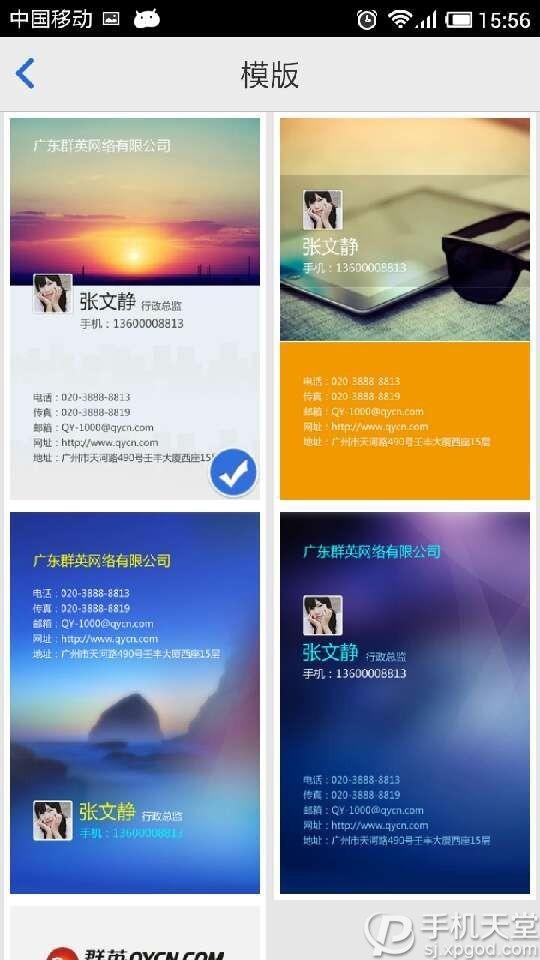 中国移动
15:56
模版
广东群英网络有限公司
张文静 行政总监
手机：13600008813
电话：020-3888-8813
传真：020-3888-8819
邮箱：QY-1000@qycn.com
网址：http://www.qycn.com
地址：广州市天河路490号壬丰大厦西座15层
张文静
手机：13600008813
电话：020-3888-8813
传真：020-3888-8819
邮箱：QY-1000@qycn.com
网址：http://www.qycn.com
地址：广州市天河路490号壬丰大厦西座15层
广东群英网络有限公司
电话：020-3888-8813
传真：020-3888-8819
邮箱：QY-1000@qycn.com
网址：http://www.qycn.com
地址：广州市天河路490号壬丰大厦西座15层
张文静 行政总监
手机：13600008813
广东群英网络有限公司
张文静 行政总监
手机：13600008813
电话：020-3888-8813
传真：020-3888-8819
邮箱：QY-1000@qycn.com
网址：http://www.qycn.com
地址：广州市天河路490号壬丰大厦西座15层
群英QYCN.COM
手机天堂
sj.xpgod.com